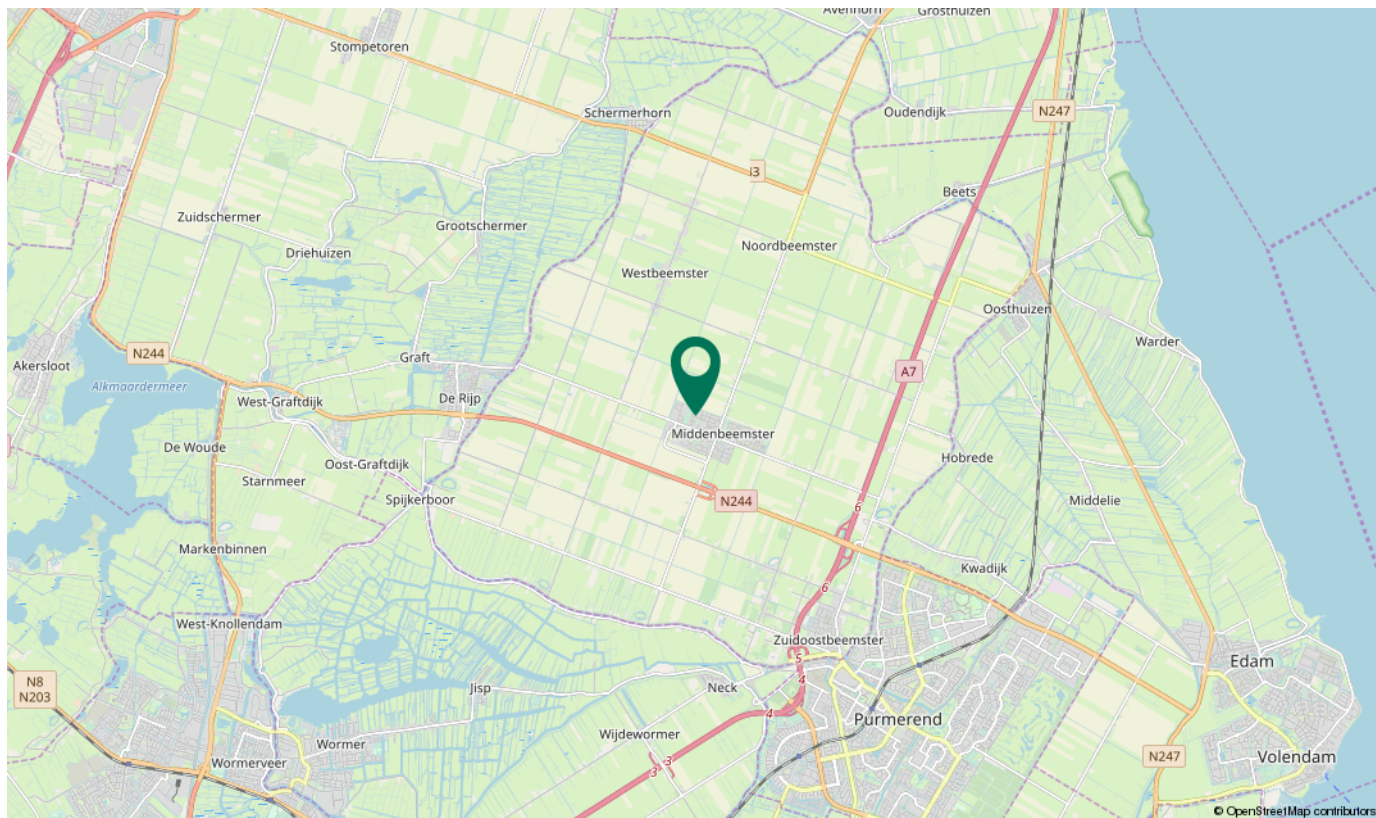 Avenhorn
Grosthuizen
Stompetoren
Schermerhorn
Oudendijk
N247
i3
Beets
Zuidschermer
Grootschermer
Driehuizen
Noordbeemster
Westbeemster
Oosthuizen
Warder
N244
Graft
Akersloot
A7
Alkmaardermeer
West-Graftdijk
De Rijp
Middenbeemster
De Woude
Oost-Graftdijk
Hobrede
Starnmeer
Spijkerboor
N244
Middelie
6
Markenbinnen
Kwadijk
6
West-Knollendam
Zuidoostbeemster
5
Edam
4
N8
N203
Jisp
Neck
4
Purmerend
Wijdewormer
Wormer
Wormerveer
3
3
N247
Volendam
© OpenStreetMap contributors